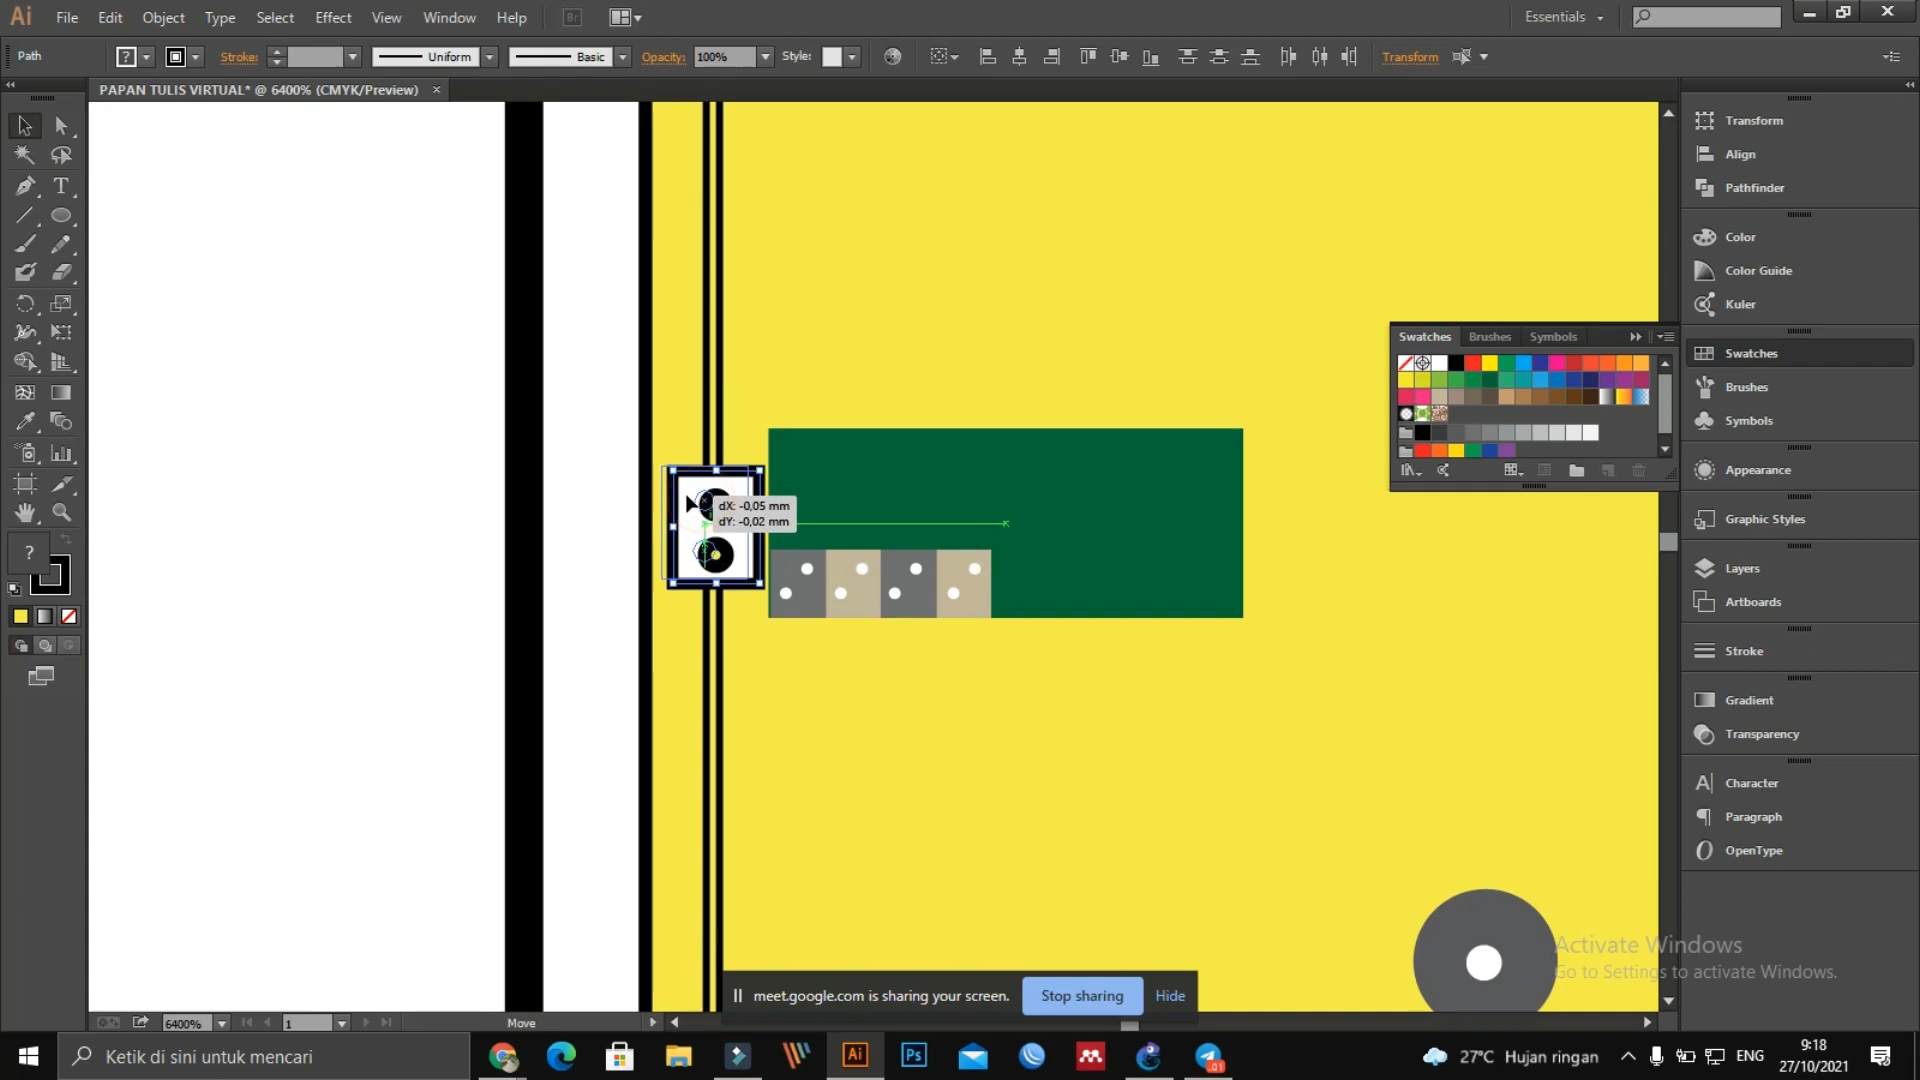 Ai File Edit Object Type Select Effect View Window Help Br Essentials
Path Stroke: Uniform Basic Opacity: 100% Style: Transform
PAPAN TULIS VIRTUAL* @ 6400% (CMYK/Preview) ×
Transform
Align
Pathfinder
Color
Color Guide
Kuler
Swatches Brushes Symbols
Swatches
Brushes
Symbols
Appearance
Graphic Styles
dX: -0,05 mm
dY: -0,02 mm
?
?
Layers
Artboards
Stroke
Gradient
Transparency
Character
Paragraph
OpenType
Activate Windows
Go to Settings to activate Windows.
meet.google.com is sharing your screen. Stop sharing Hide
6400% 1 Move
Ketik di sini untuk mencari
Ai Ps
27°C Hujan ringan ENG
9:18
27/10/2021